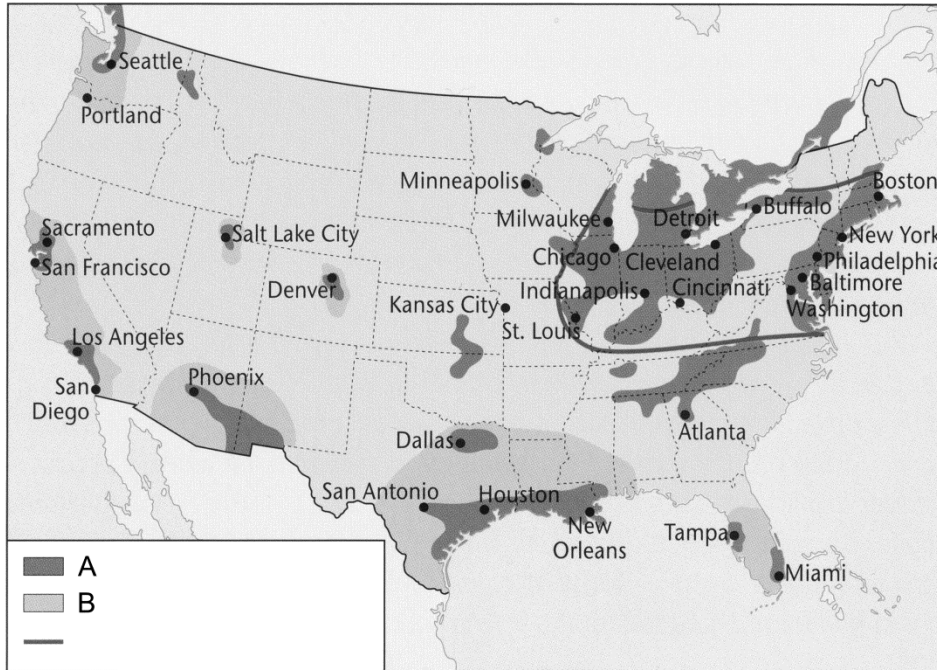 Seattle
Portland
Minneapolis
Boston
Milwaukee
Detroit
Buffalo
Sacramento
Salt Lake City
New York
San Francisco
Chicago
Cleveland
Philadelphia
Denver
Kansas City
Indianapolis
Cincinnati
Baltimore
Washington
St. Louis
Los Angeles
Phoenix
San
Diego
Dallas
Atlanta
San Antonio
Houston
New
Orleans
Tampa
Miami
A
B